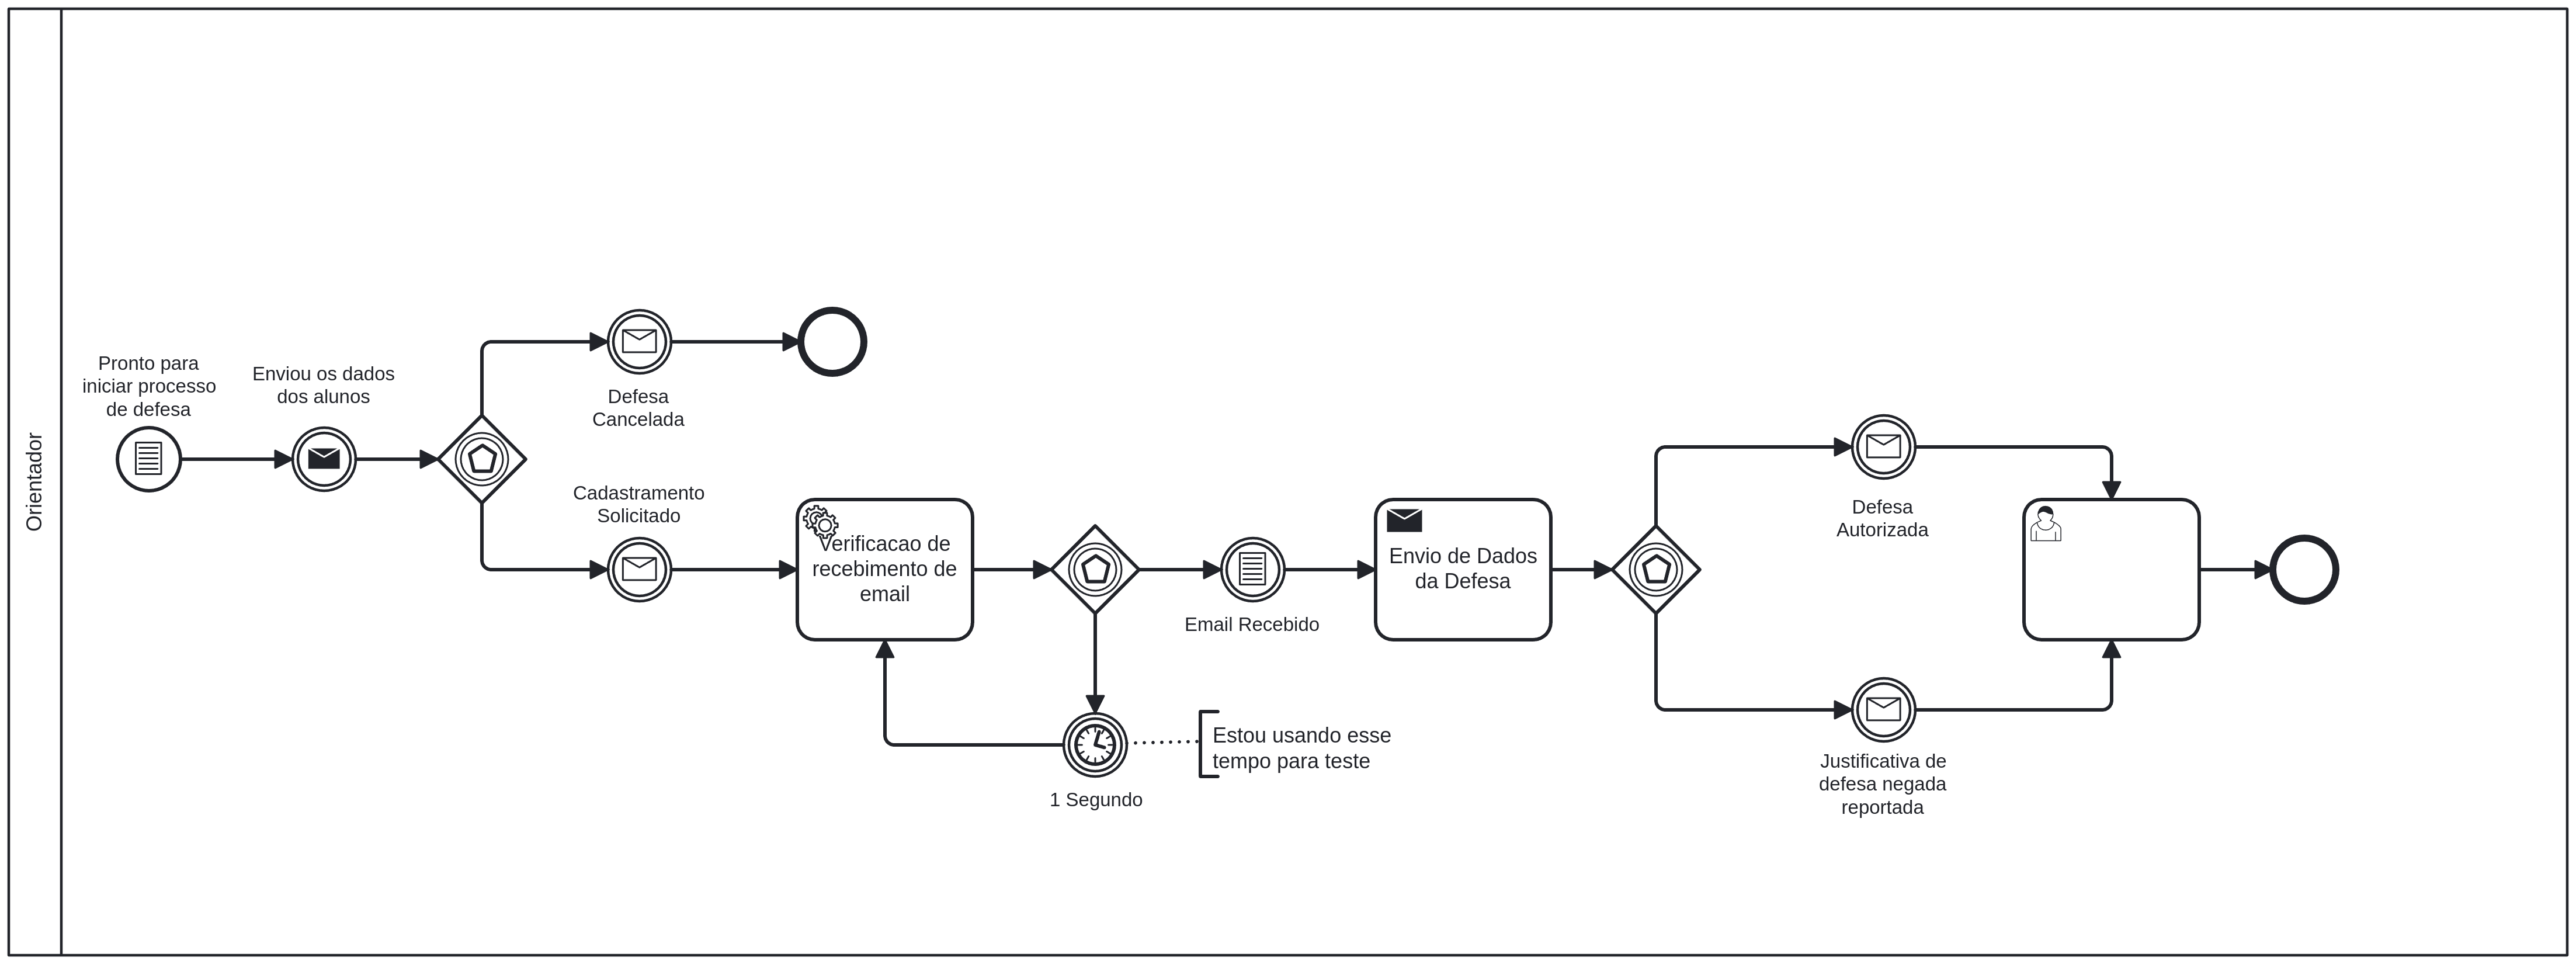 Orientador
Pronto para
iniciar processo
de defesa
Enviou os dados
dos alunos
Defesa
Cancelada
Cadastramento
Solicitado
Verificacao de
recebimento de
email
Email Recebido
1 Segundo
Estou usando esse
tempo para teste
Envio de Dados
da Defesa
Defesa
Autorizada
Justificativa de
defesa negada
reportada